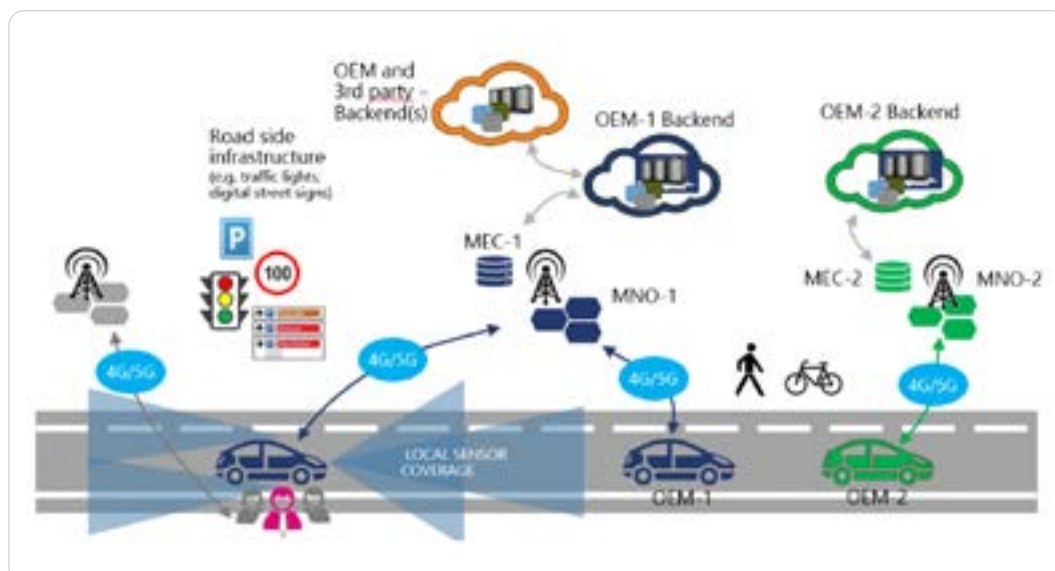 OEM and
3rd party -
Backend(s)
OEM-1 Backend
OEM-2 Backend
Road side
infrastructure
(e.g. traffic lights,
digital street signs)
P
100
MEC-1
MNO-1
MEC-2
MNO-2
4G/5G
4G/5G
4G/5G
4G/5G
LOCAL SENSOR
COVERAGE
OEM-1
OEM-2